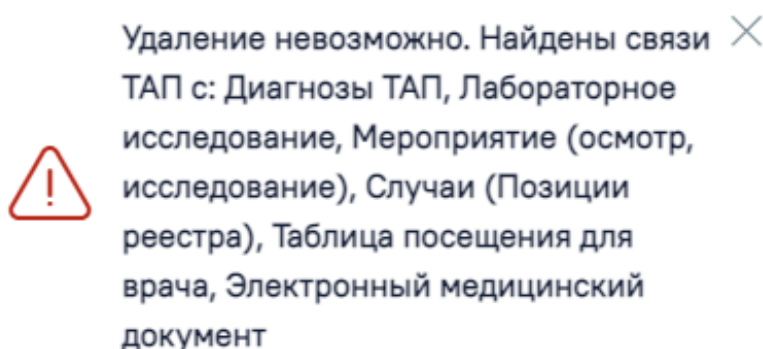 Удаление невозможно. Найдены связи
ТАП с: Диагнозы ТАП, Лабораторное
исследование, Мероприятие (осмотр,
исследование), Случаи (Позиции
реестра), Таблица посещения для
врача, Электронный медицинский
документ